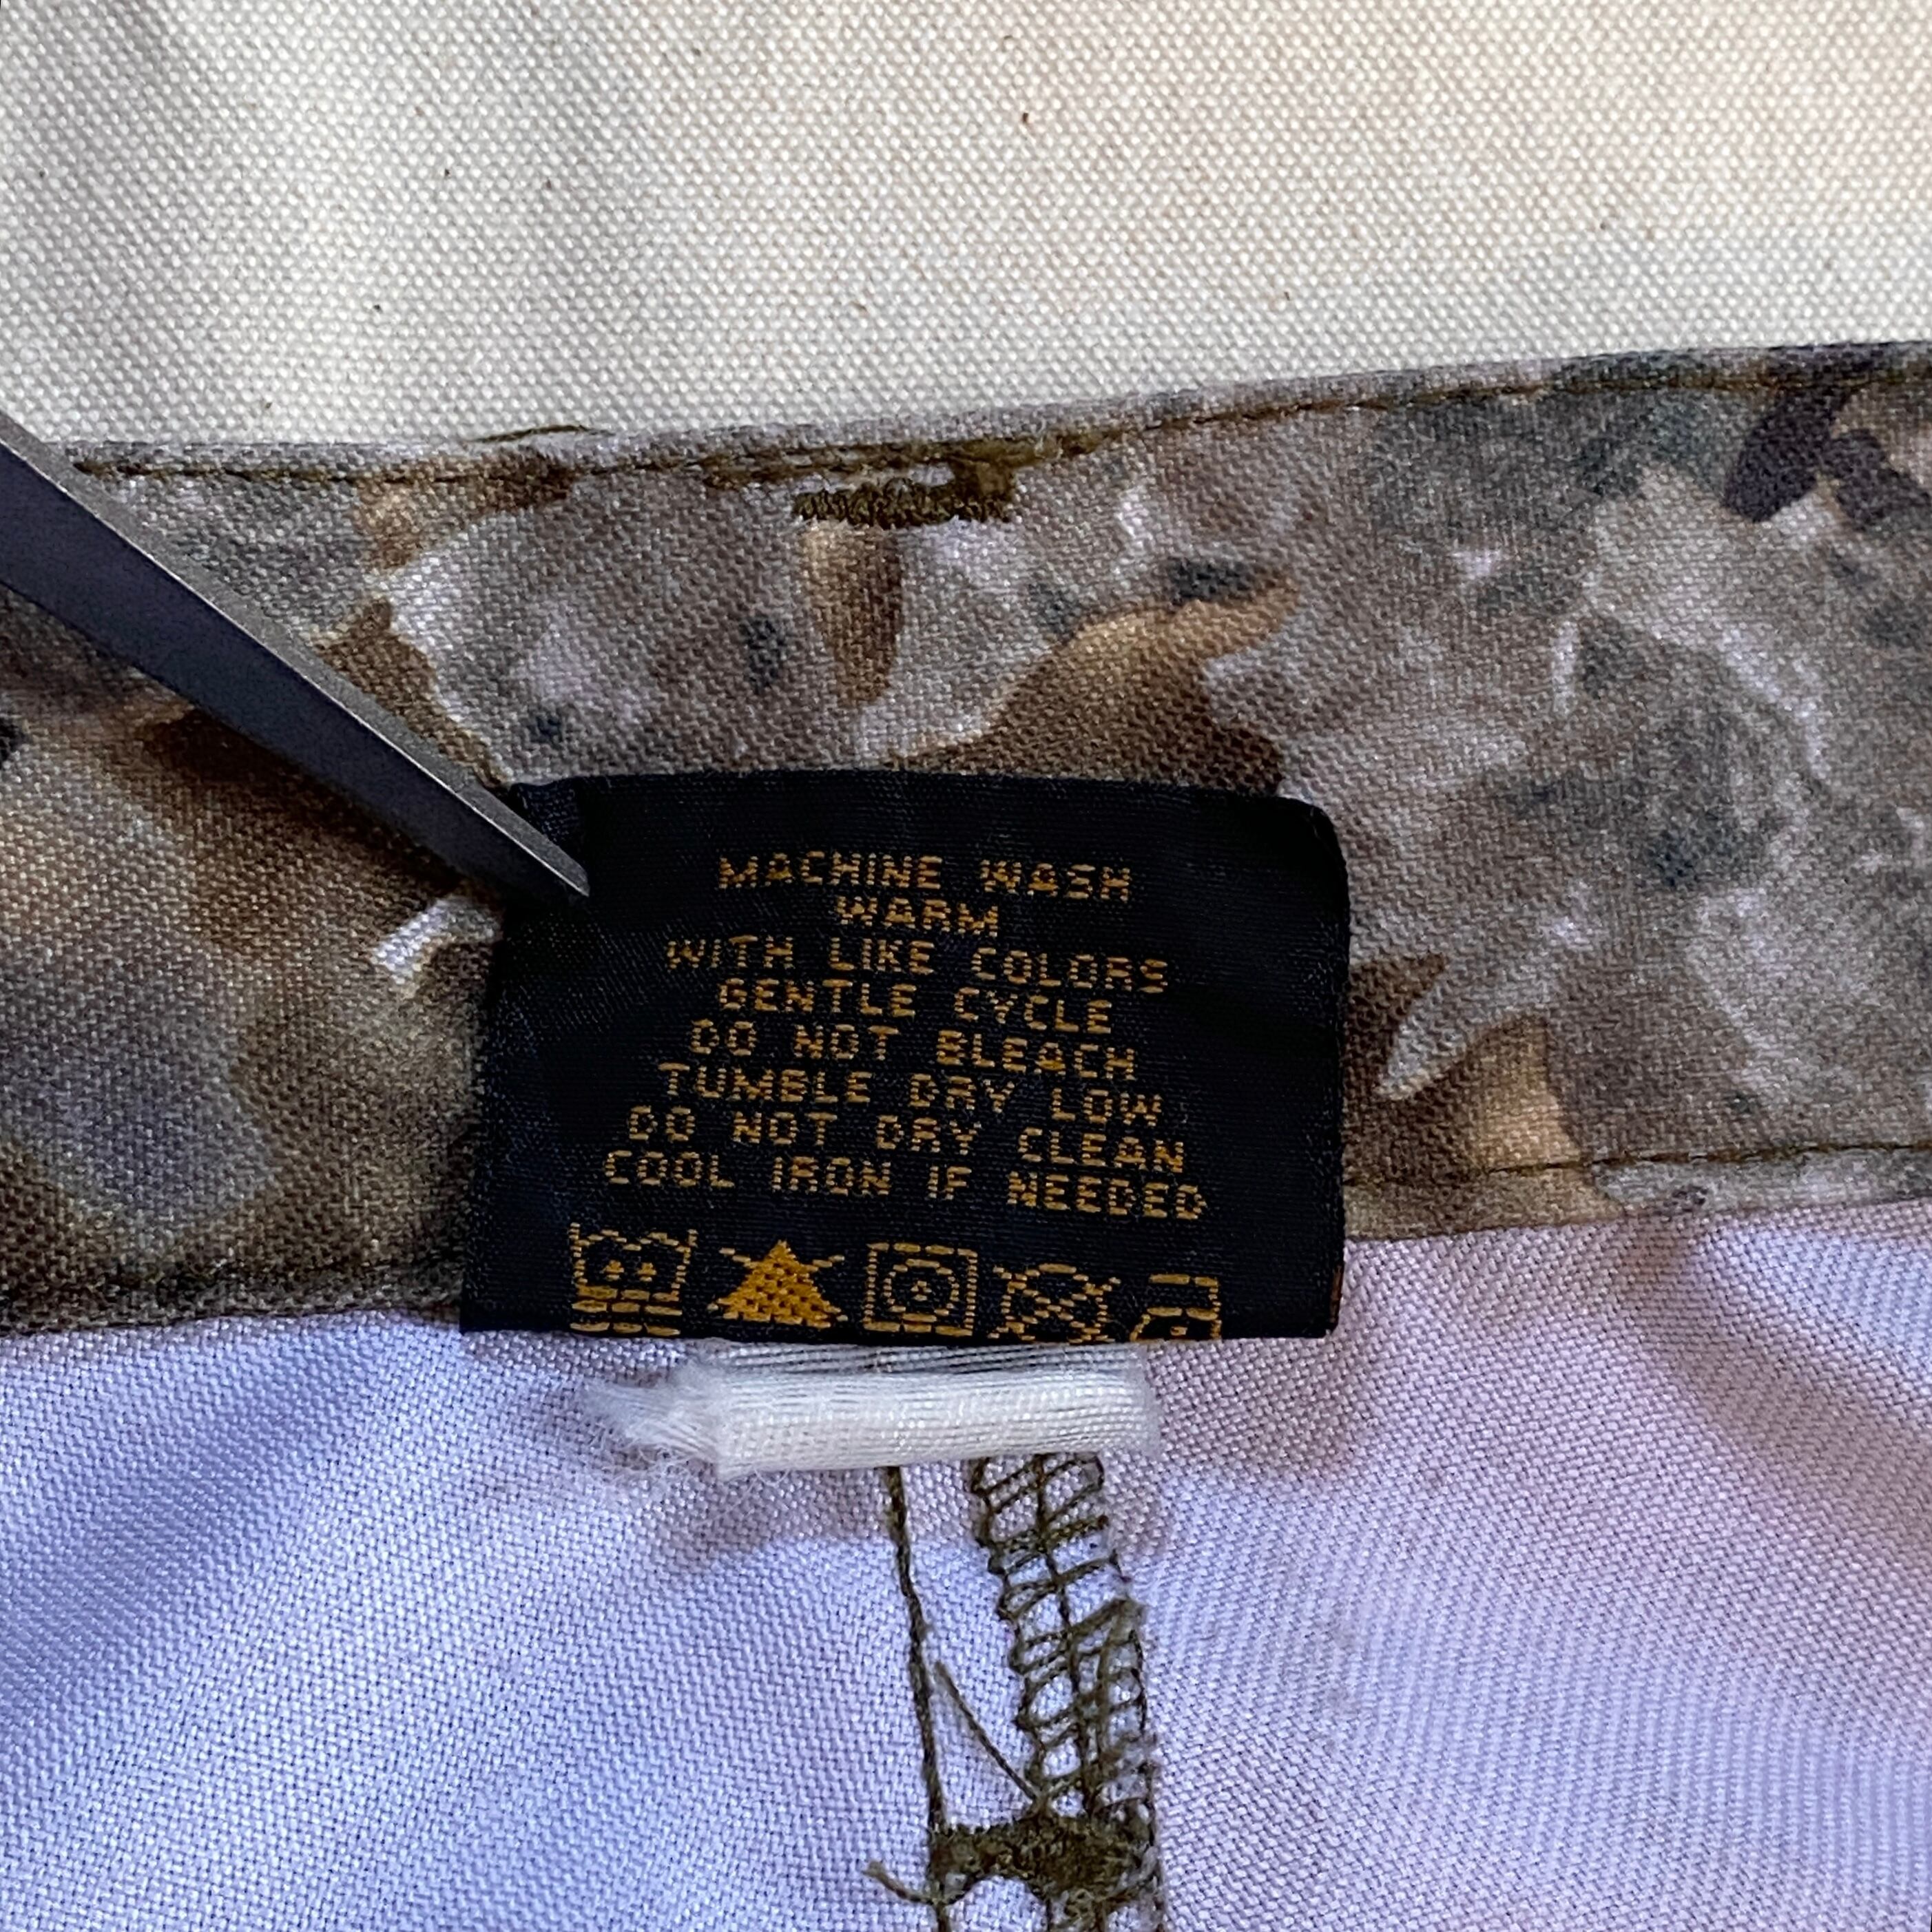 MACHINE WASH
WARM
WITH LIKE COLORS
GENTLE CYCLE
DO NOT BLEACH
TUMBLE DRY LOW
DO NOT DRY CLEAN
COOL IRON IF NEEDED